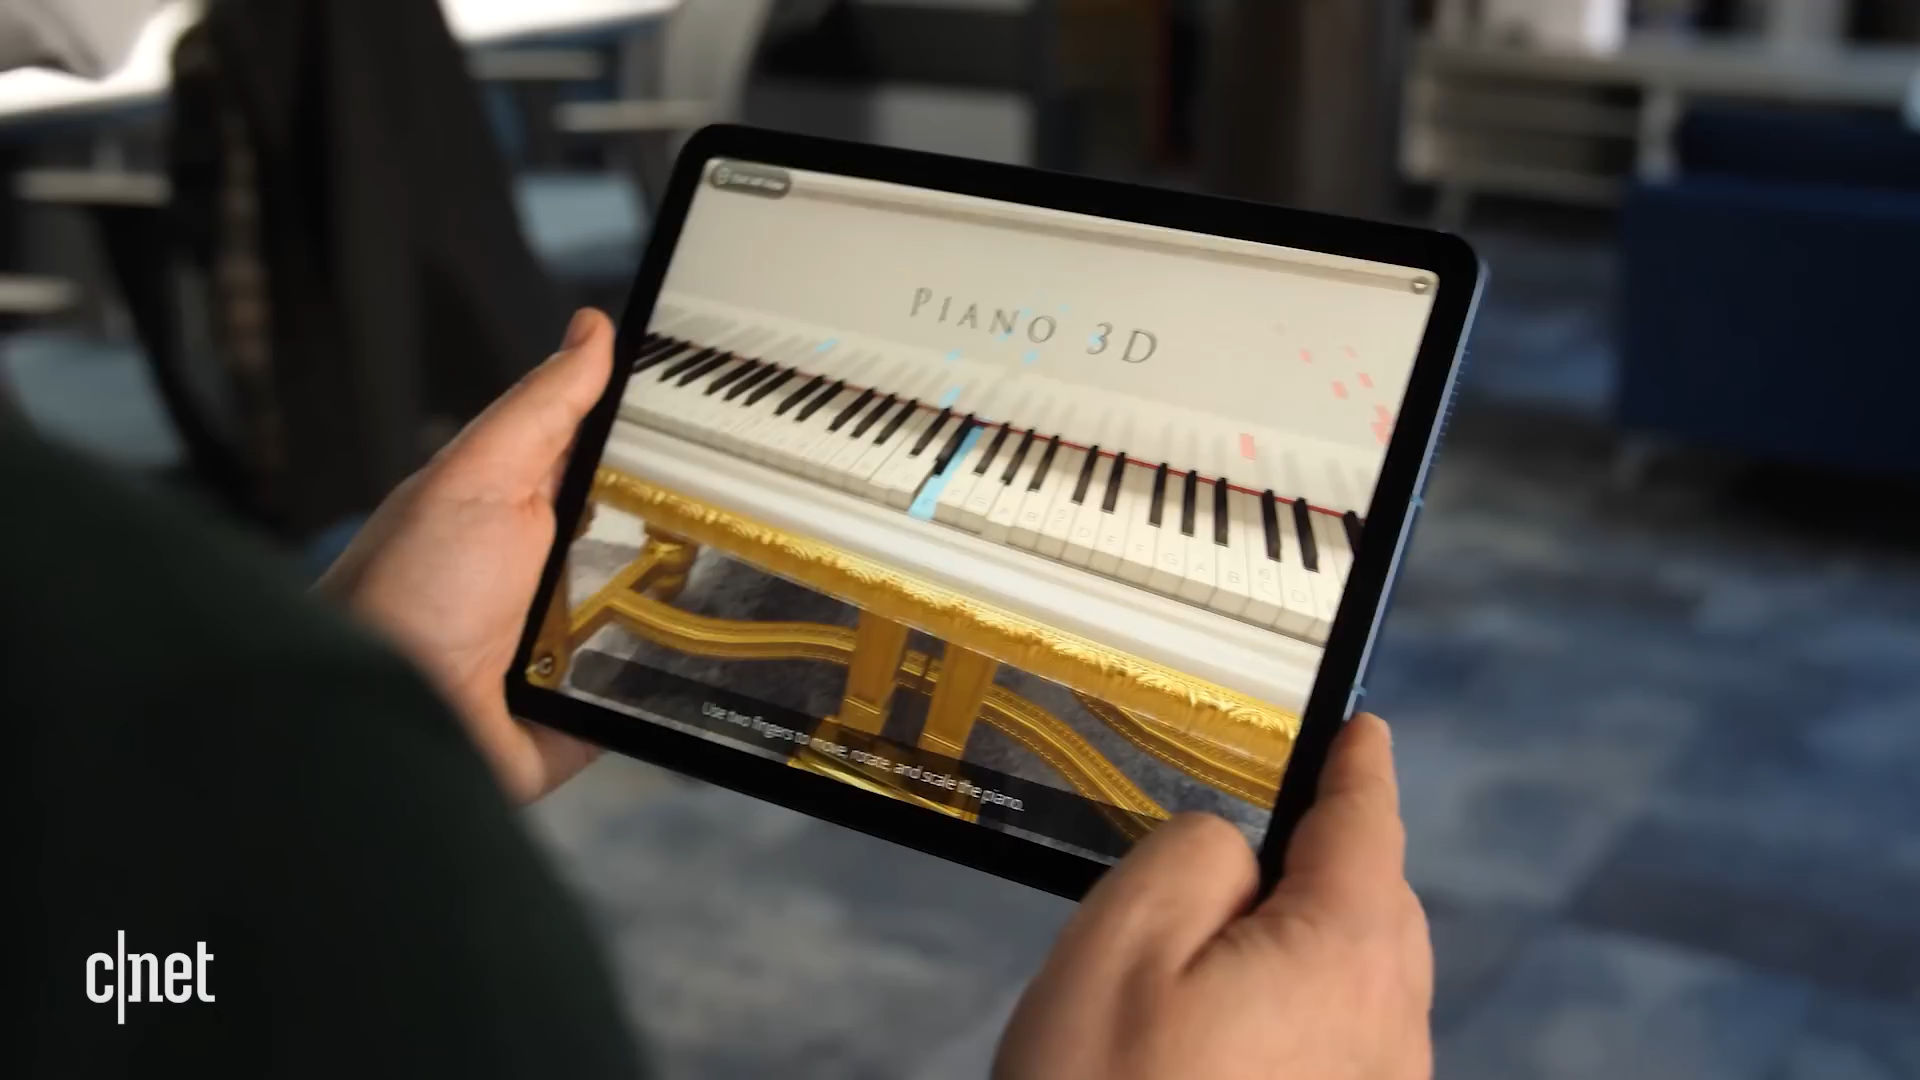 PIANO 3D
Use two fingers to move, rotate, and scale the piano.
c|net